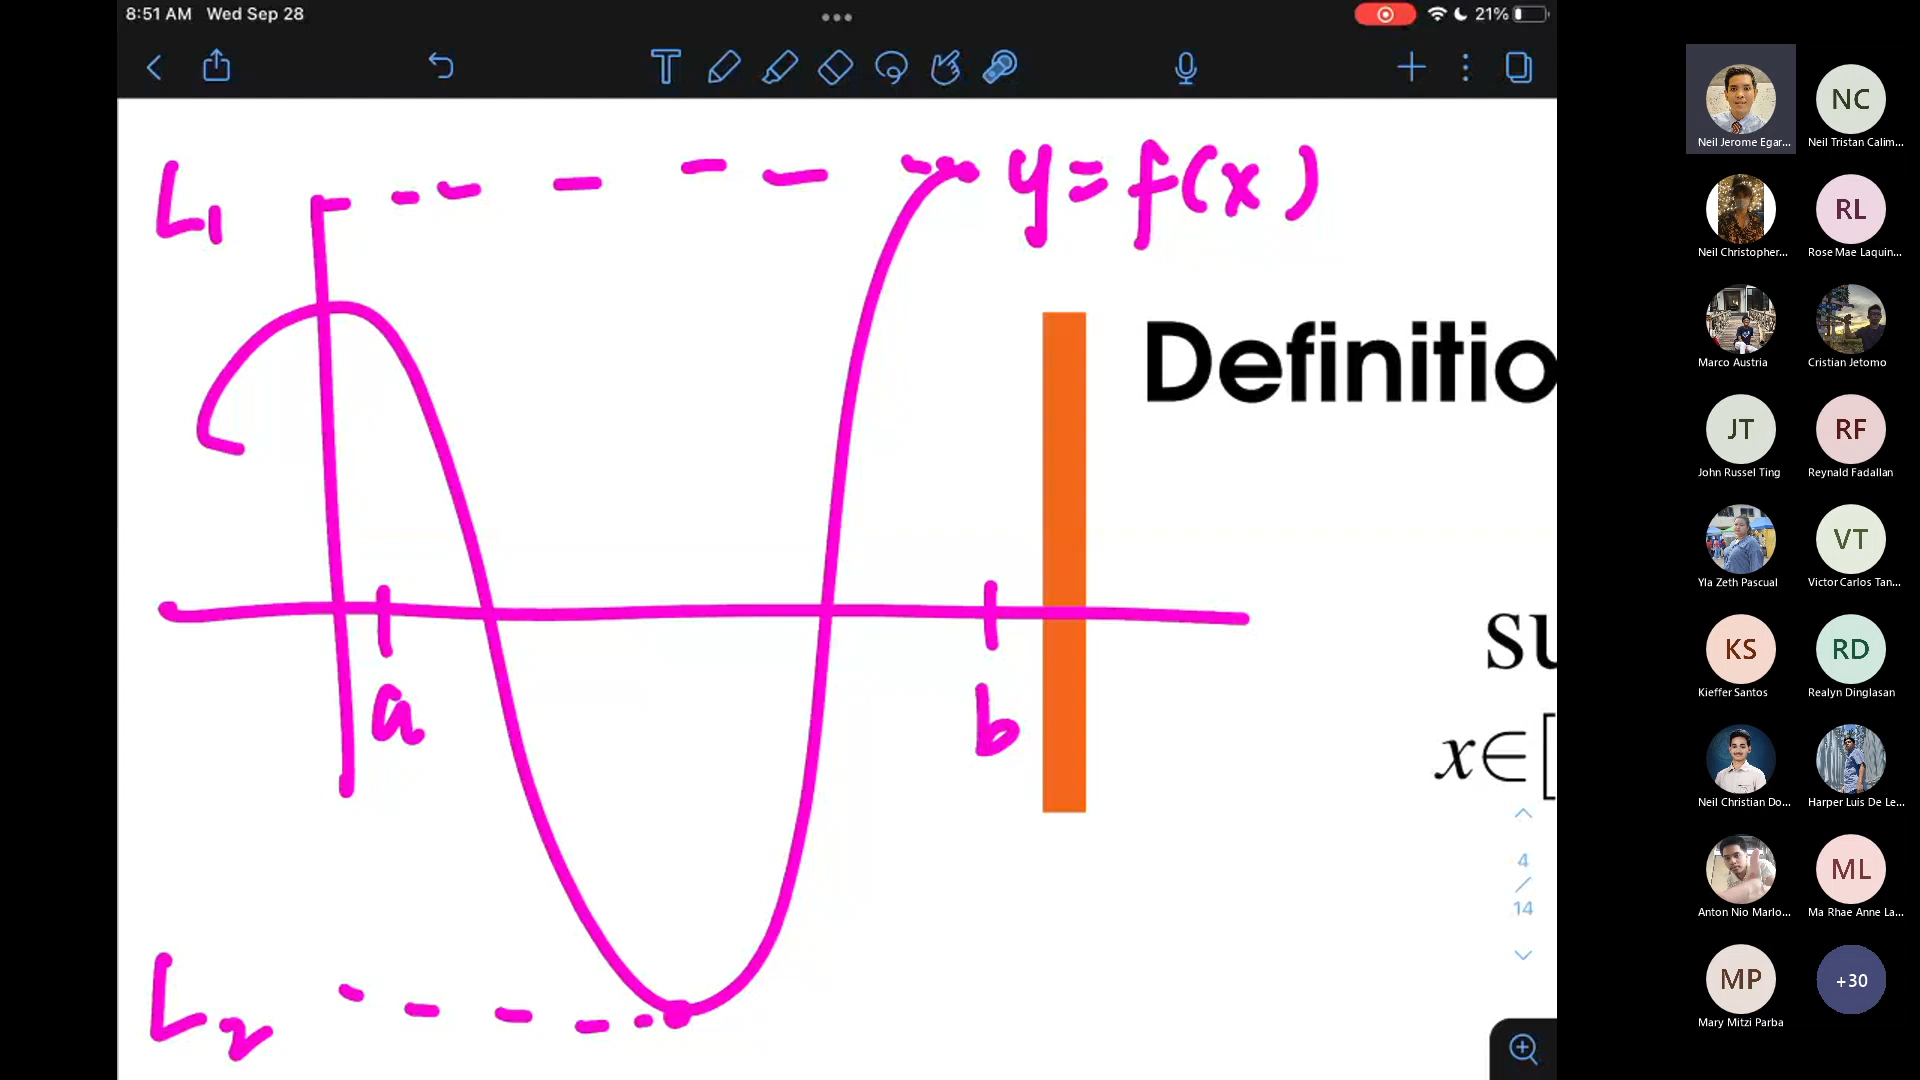 8:51 AM Wed Sep 28
21%
L1
y=f(x)
Definitio
a
b
su
x∈[
4
/
14
L2
NC
Neil Jerome Egar...
Neil Tristan Calim...
RL
Neil Christopher...
Rose Mae Laquin...
Marco Austria
Cristian Jetomo
JT
RF
John Russel Ting
Reynald Fadallan
VT
Yla Zeth Pascual
Victor Carlos Tan...
KS
RD
Kieffer Santos
Realyn Dinglasan
Neil Christian Do...
Harper Luis De Le...
ML
Anton Nio Marlo...
Ma Rhae Anne La...
MP
+30
Mary Mitzi Parba